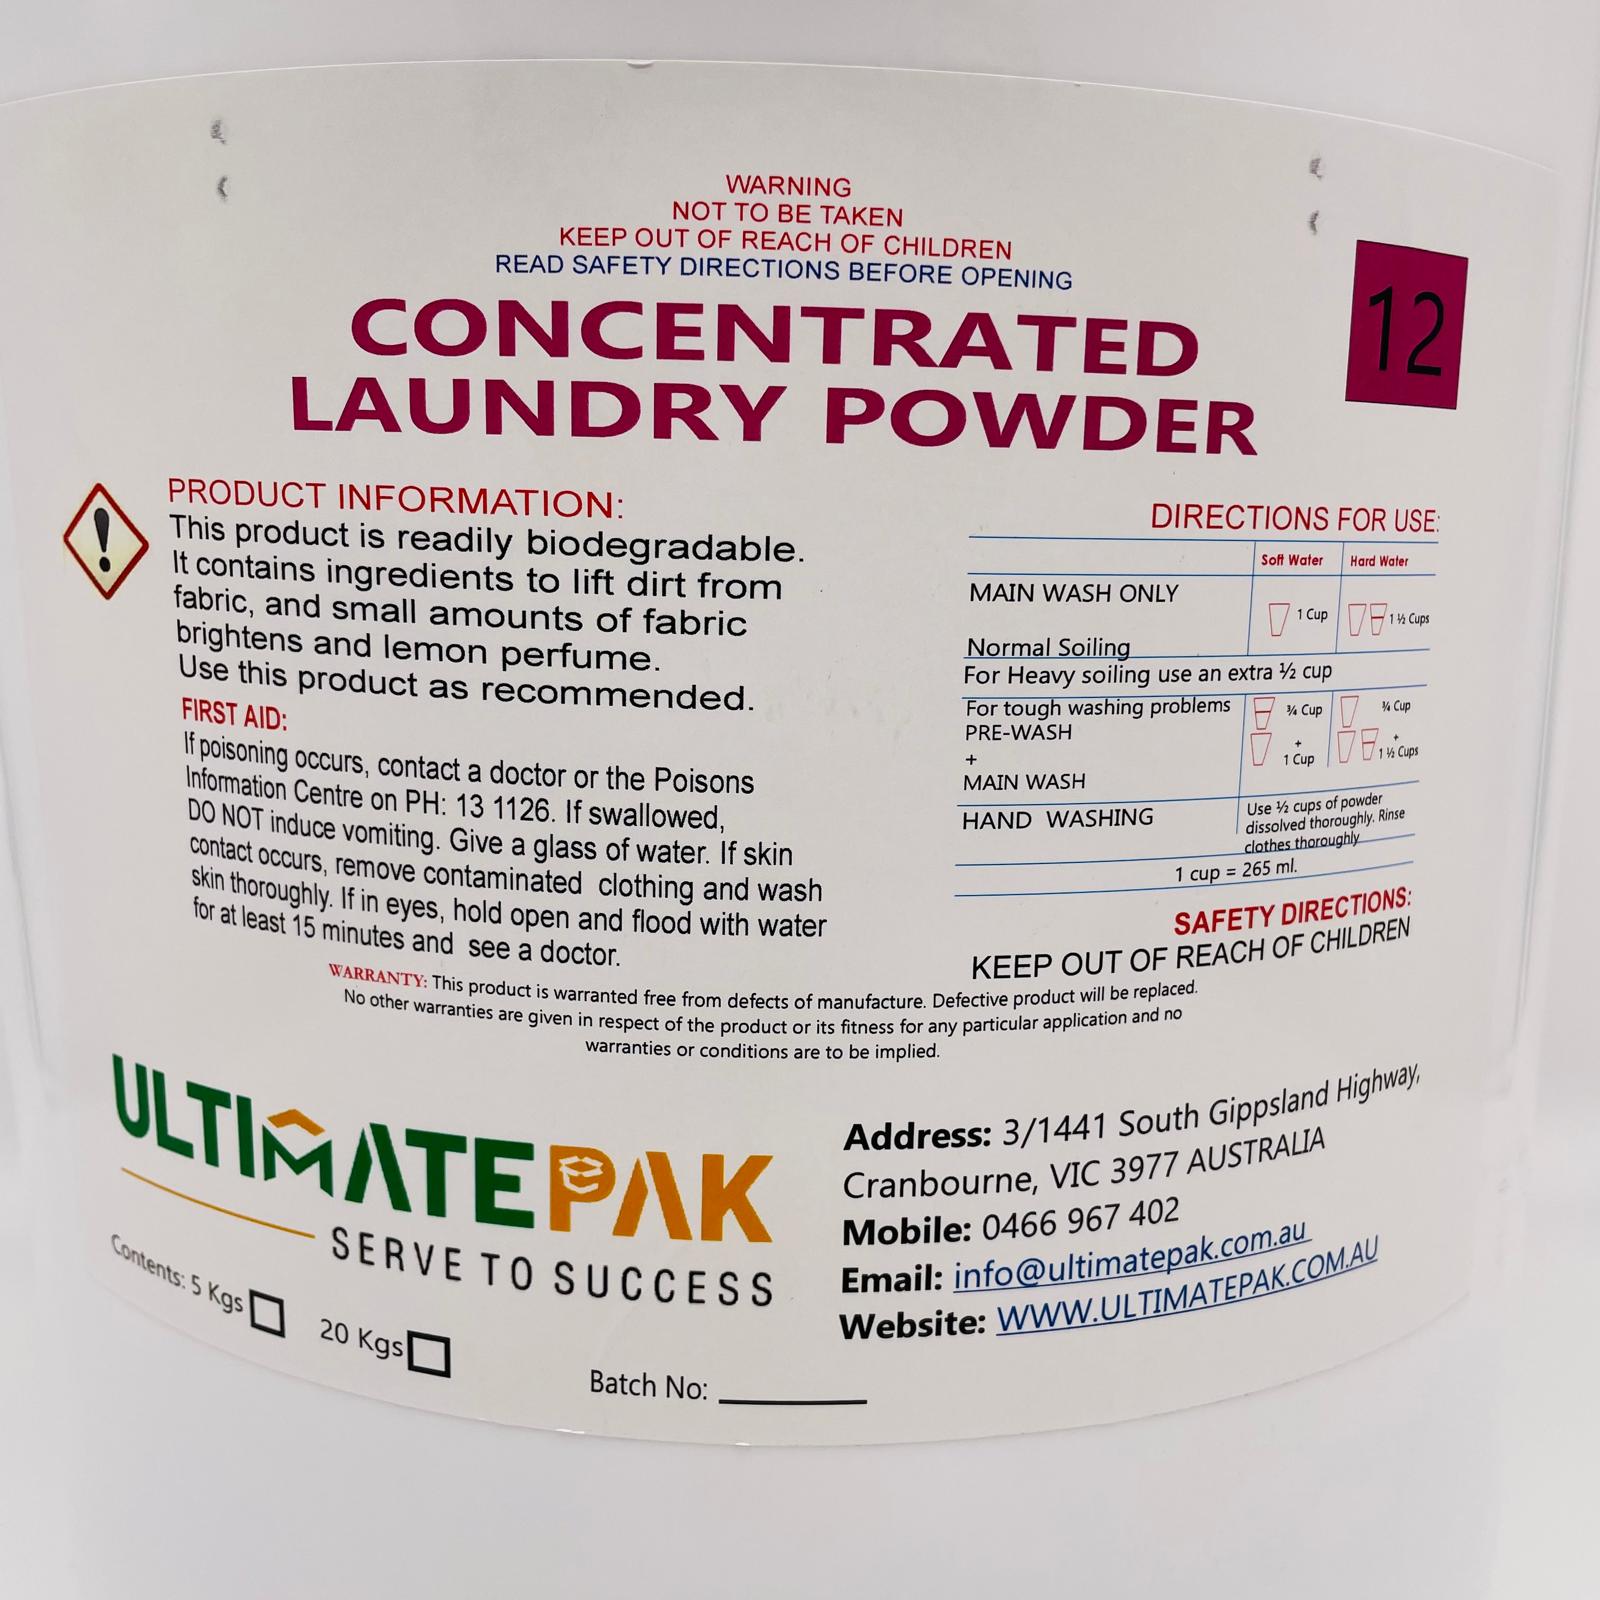 WARNING
NOT TO BE TAKEN
KEEP OUT OF REACH OF CHILDREN
READ SAFETY DIRECTIONS BEFORE OPENING
CONCENTRATED
LAUNDRY POWDER
12
PRODUCT INFORMATION:
This product is readily biodegradable.
It contains ingredients to lift dirt from
fabric, and small amounts of fabric
brightens and lemon perfume.
Use this product as recommended.
FIRST AID:
If poisoning occurs, contact a doctor or the Poisons
Information Centre on PH: 13 1126. If swallowed,
DO NOT induce vomiting. Give a glass of water. If skin
contact occurs, remove contaminated clothing and wash
skin thoroughly. If in eyes, hold open and flood with water
for at least 15 minutes and see a doctor.
DIRECTIONS FOR USE:
Soft Water Hard Water
MAIN WASH ONLY
1 Cup 1 ½ Cups
Normal Soiling
For Heavy soiling use an extra ½ cup
For tough washing problems ¾ Cup ¾ Cup
PRE-WASH
+ + +
1 Cup 1 ½ Cups
MAIN WASH
HAND WASHING
Use ½ cups of powder
dissolved thoroughly. Rinse
clothes thoroughly
1 cup = 265 ml.
SAFETY DIRECTIONS:
KEEP OUT OF REACH OF CHILDREN
WARRANTY: This product is warranted free from defects of manufacture. Defective product will be replaced.
No other warranties are given in respect of the product or its fitness for any particular application and no
warranties or conditions are to be implied.
ULTIMATEPAK
SERVE TO SUCCESS
Contents: 5 Kgs
20 Kgs
Batch No:
Address: 3/1441 South Gippsland Highway,
Cranbourne, VIC 3977 AUSTRALIA
Mobile: 0466 967 402
Email: info@ultimatepak.com.au
Website: WWW.ULTIMATEPAK.COM.AU